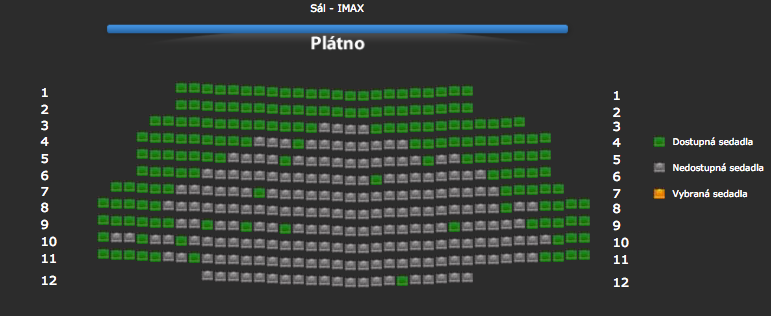 Sál - IMAX
Plátno
1 1
2 2
3 3
4 4
5 5
6 6
7 7
8 8
9 9
10 10
11 11
12 12
Dostupná sedadla
Nedostupná sedadla
Vybraná sedadla